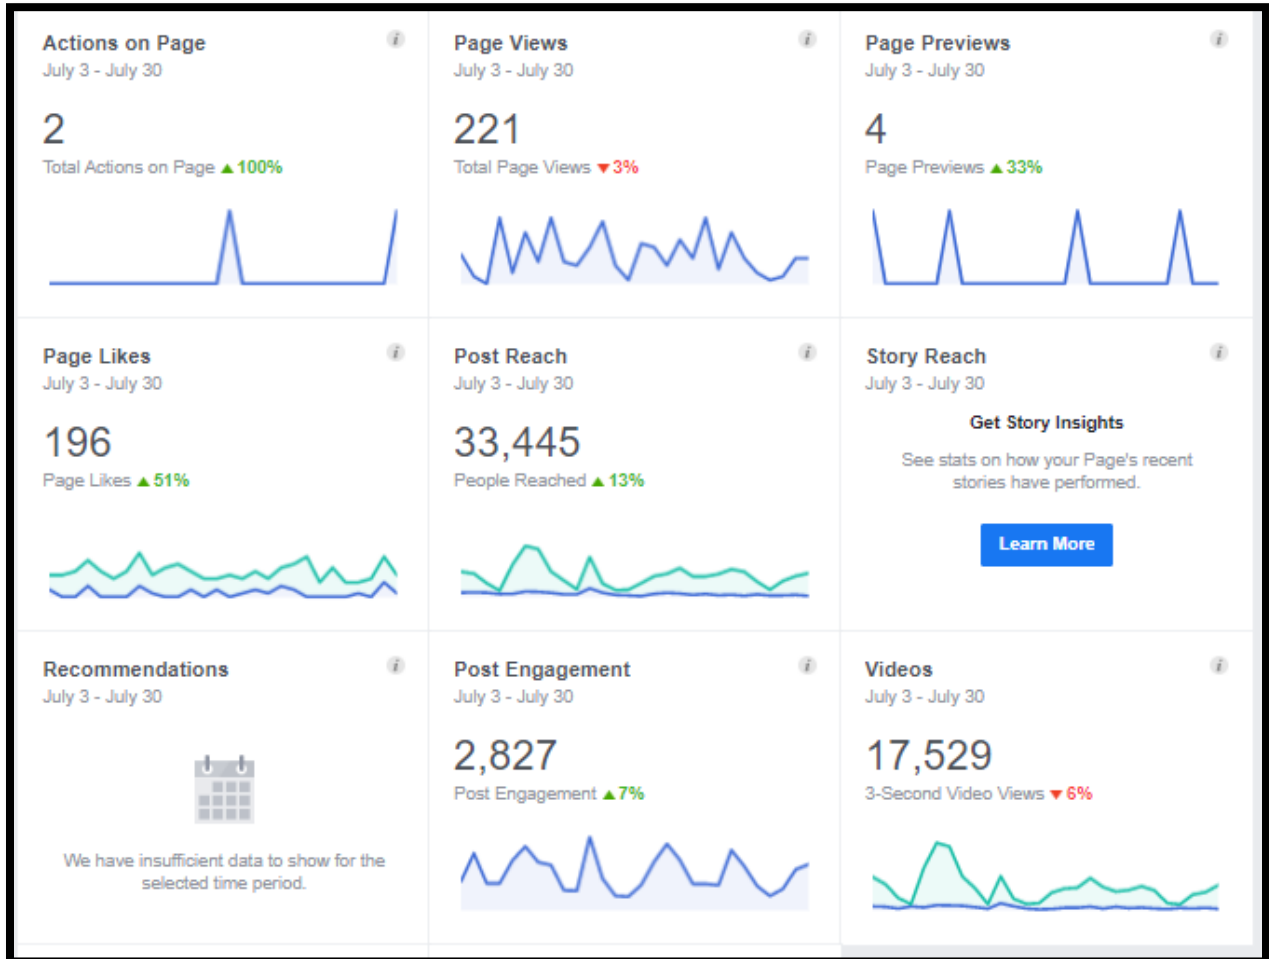 Actions on Page
July 3 - July 30
2
Total Actions on Page ▲ 100%
Page Views
July 3 - July 30
221
Total Page Views ▼ 3%
Page Previews
July 3 - July 30
4
Page Previews ▲ 33%
Page Likes
July 3 - July 30
196
Page Likes ▲ 51%
Post Reach
July 3 - July 30
33,445
People Reached ▲ 13%
Story Reach
July 3 - July 30
Get Story Insights
See stats on how your Page's recent
stories have performed.
Learn More
Recommendations
July 3 - July 30
We have insufficient data to show for the
selected time period.
Post Engagement
July 3 - July 30
2,827
Post Engagement ▲ 7%
Videos
July 3 - July 30
17,529
3-Second Video Views ▼ 6%